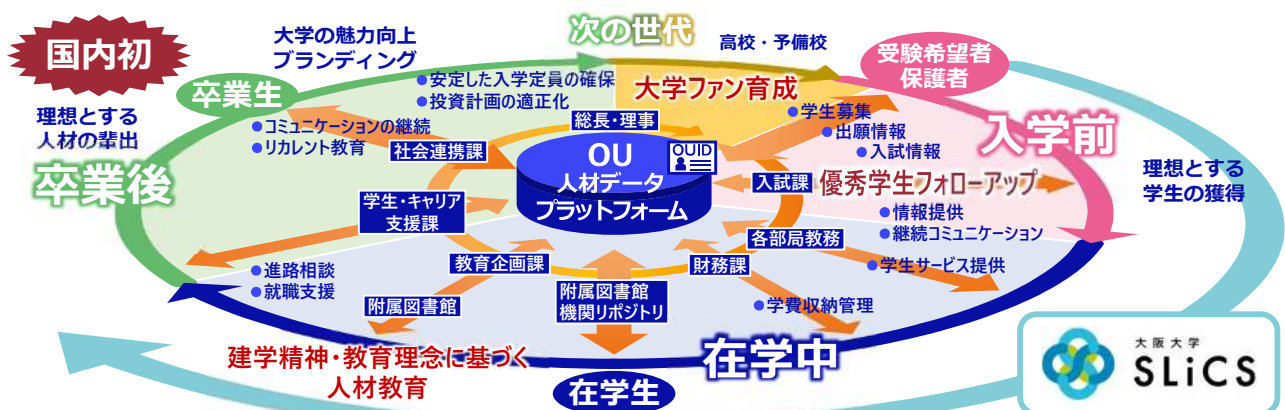 国内初
大学の魅力向上
ブランディング
次の世代
高校・予備校
受験希望者
保護者
卒業生
安定した入学定員の確保
投資計画の適正化
大学ファン育成
理想とする
人材の輩出
コミュニケーションの継続
リカレント教育
総長・理事
学生募集
出願情報
入試情報
入学前
社会連携課
OU
人材データ
プラットフォーム
OUID
卒業後
入試課
優秀学生フォローアップ
理想とする
学生の獲得
学生・キャリア
支援課
情報提供
継続コミュニケーション
各部局教務
教育企画課
財務課
学生サービス提供
進路相談
就職支援
附属図書館
附属図書館
機関リポジトリ
学費収納管理
建学精神・教育理念に基づく
人材教育
在学中
在学生
大阪大学
SLiCS